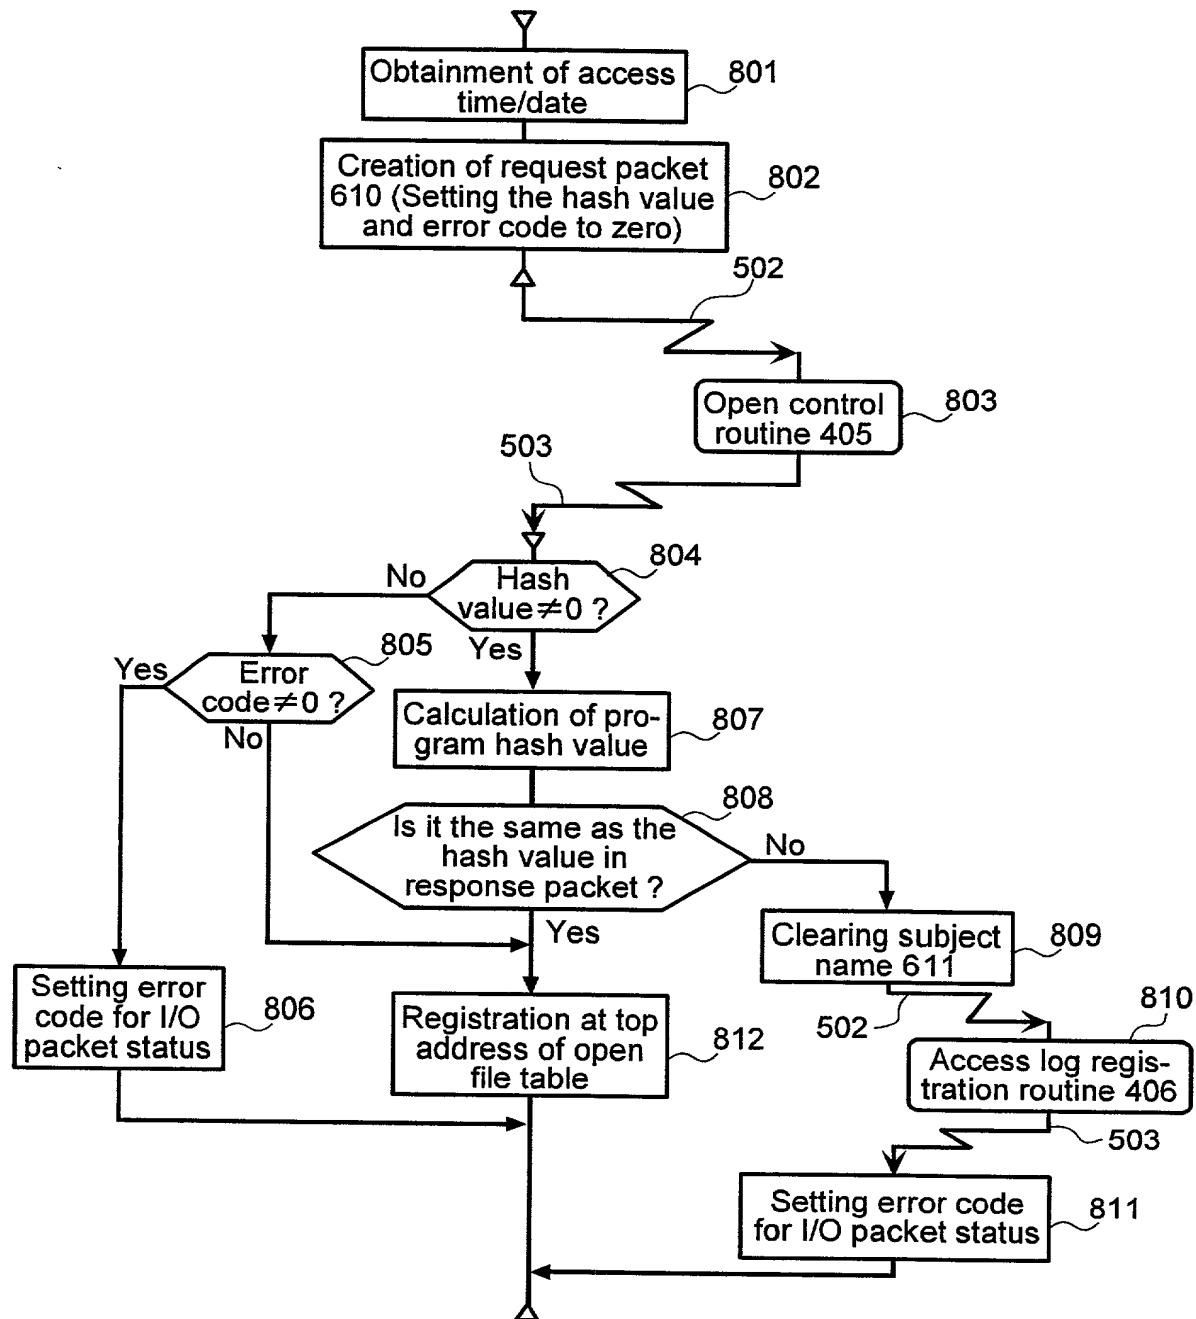 Obtainment of access
time/date
801
Creation of request packet
610 (Setting the hash value
and error code to zero)
802
502
Open control
routine 405
803
503
Hash
value≠0 ?
804
No
Yes
Error
code≠0 ?
805
Yes
No
Calculation of pro-
gram hash value
807
Is it the same as the
hash value in
response packet ?
808
No
Yes
Clearing subject
name 611
809
Setting error
code for I/O
packet status
806
Registration at top
address of open
file table
812
502
810
Access log regis-
tration routine 406
503
Setting error code
for I/O packet status
811